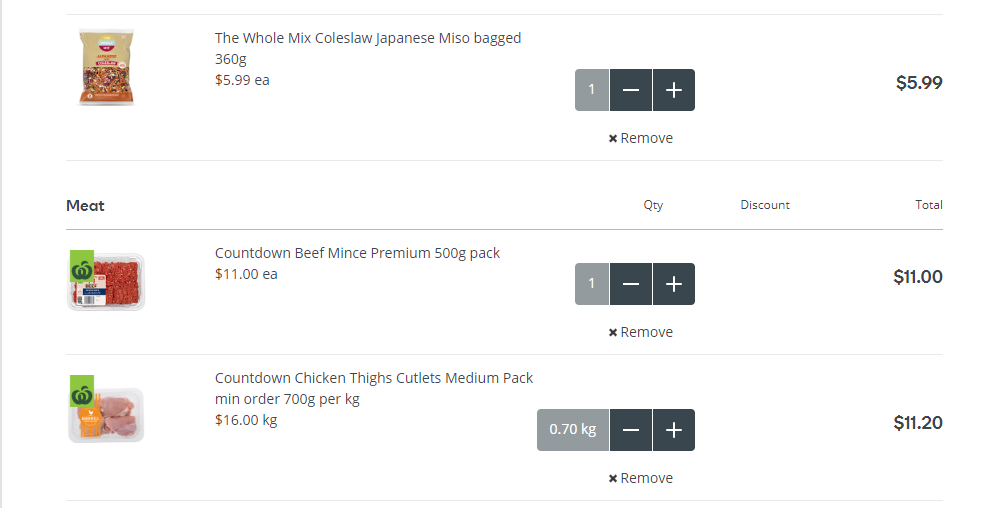 The Whole Mix Coleslaw Japanese Miso bagged
360g
$5.99 ea
1 — +
$5.99
× Remove
Meat Qty Discount Total
Countdown Beef Mince Premium 500g pack
$11.00 ea
1 — +
$11.00
× Remove
Countdown Chicken Thighs Cutlets Medium Pack
min order 700g per kg
$16.00 kg
0.70 kg — +
$11.20
× Remove